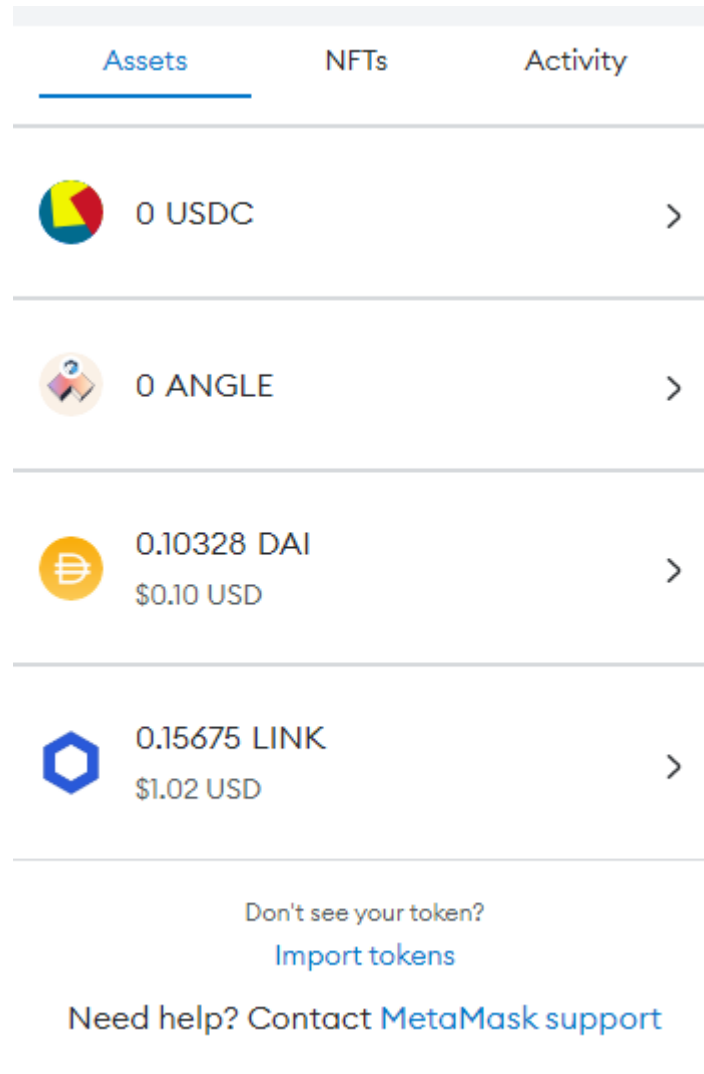 Assets NFTs Activity
0 USDC
0 ANGLE
0.10328 DAI
$0.10 USD
0.15675 LINK
$1.02 USD
Don't see your token?
Import tokens
Need help? Contact MetaMask support